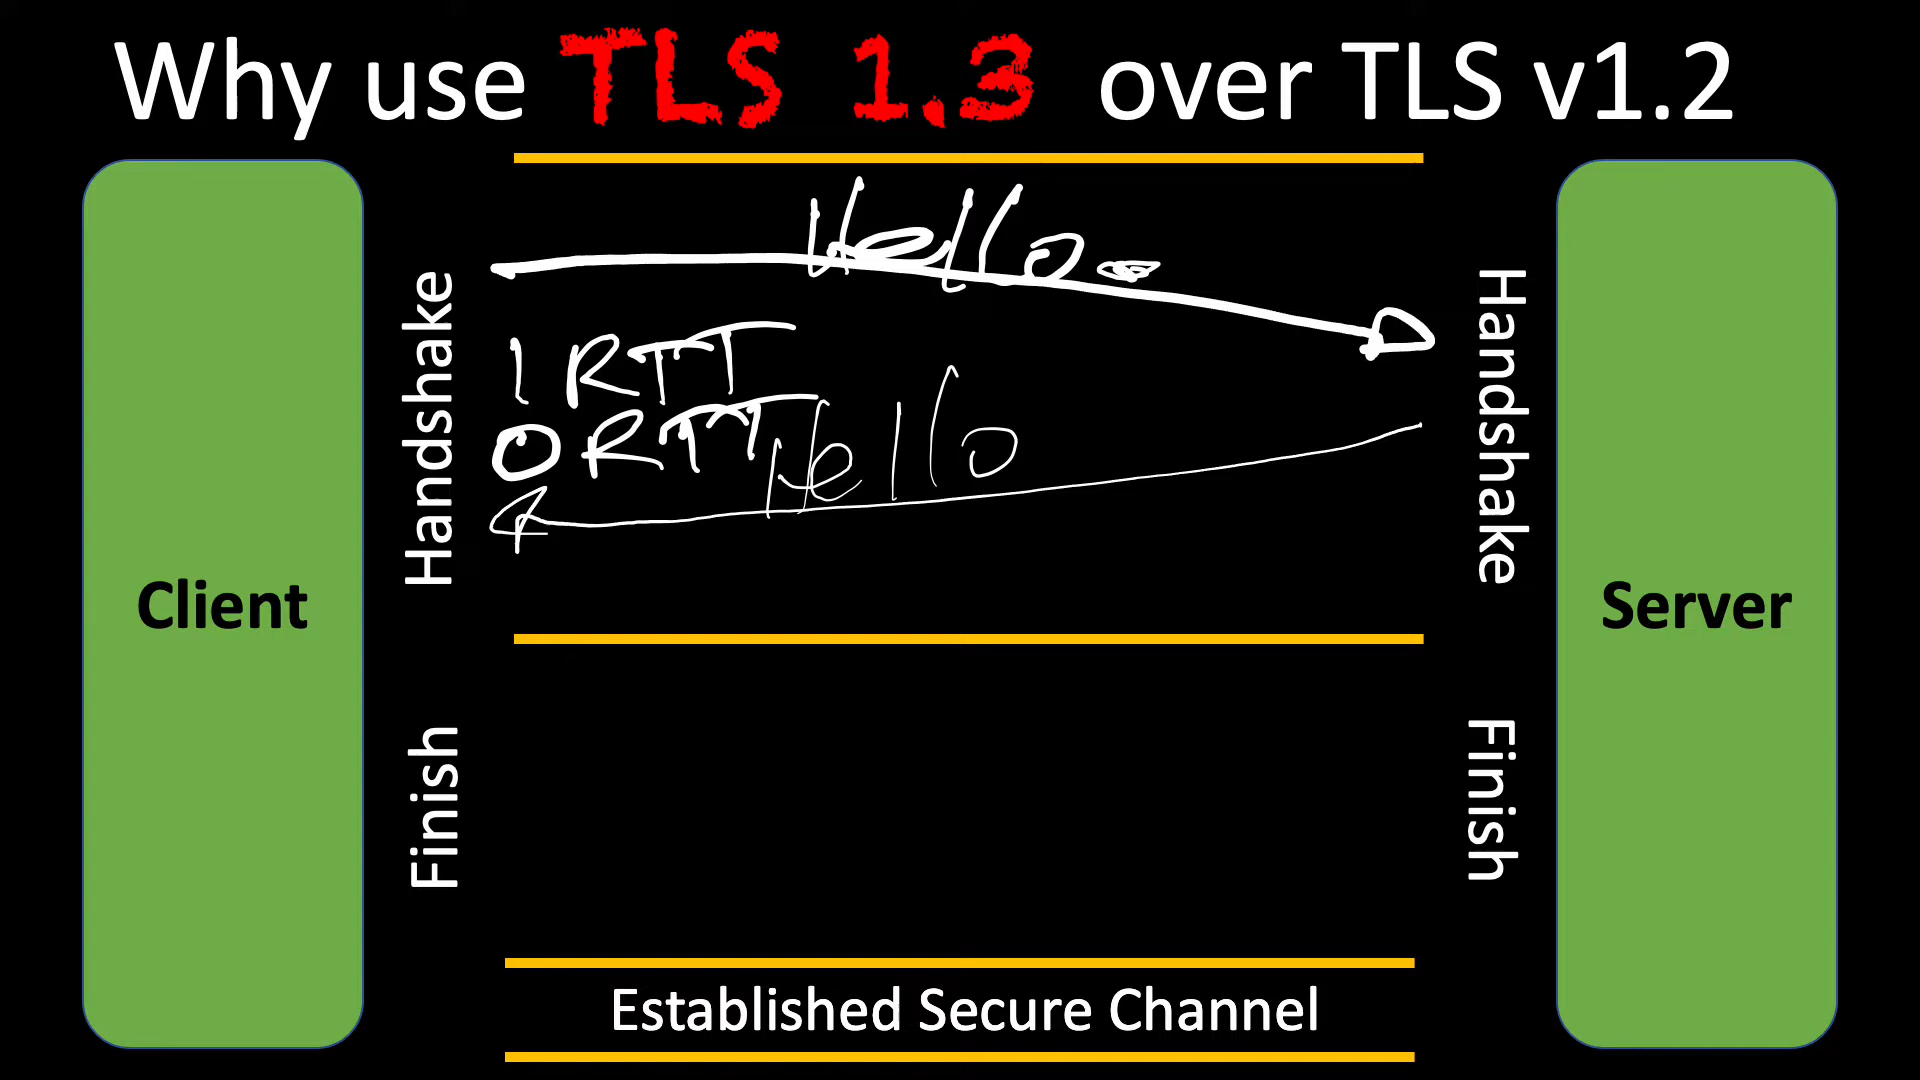 Why use TLS 1.3 over TLS v1.2
Hello
Handshake
1 RTT
0 RTT
Hello
Handshake
Client
Server
Finish
Finish
Established Secure Channel